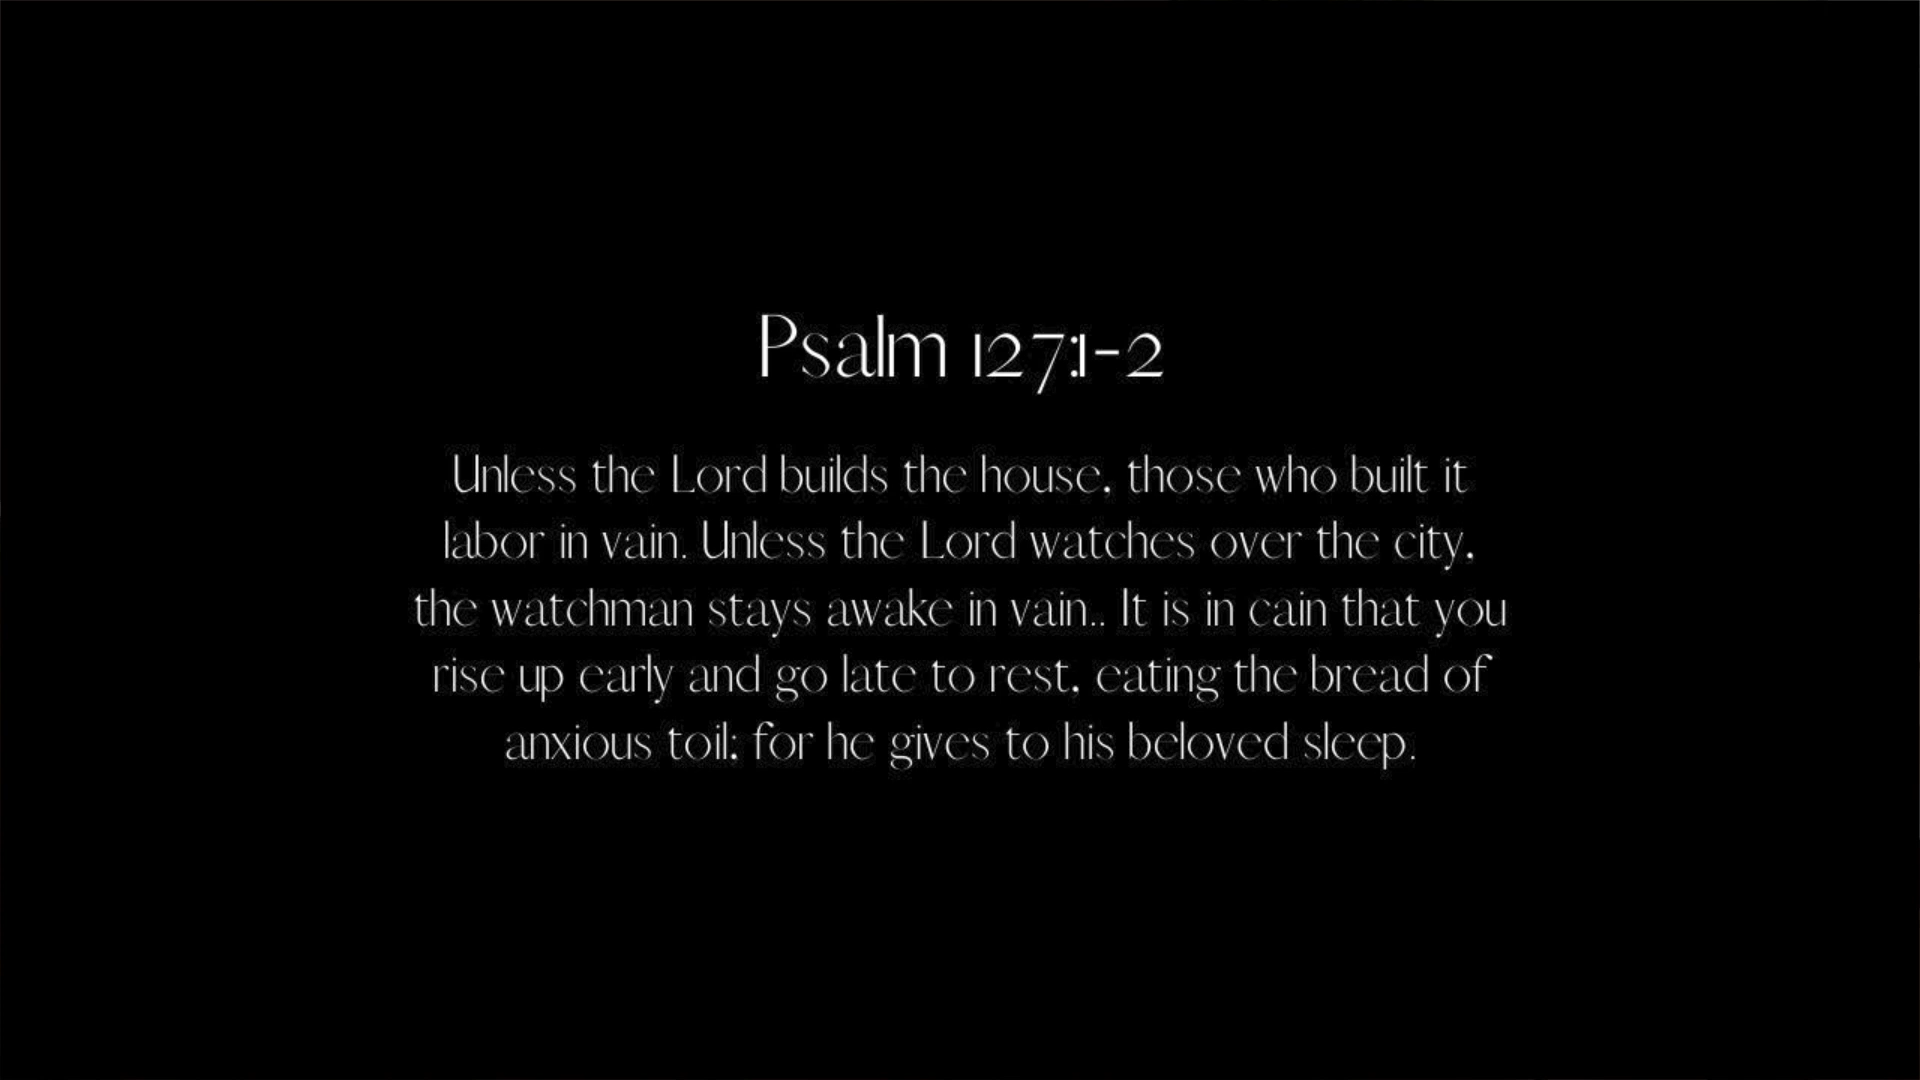 Psalm 127:1-2
Unless the Lord builds the house, those who built it
labor in vain. Unless the Lord watches over the city,
the watchman stays awake in vain.. It is in cain that you
rise up early and go late to rest, eating the bread of
anxious toil; for he gives to his beloved sleep.